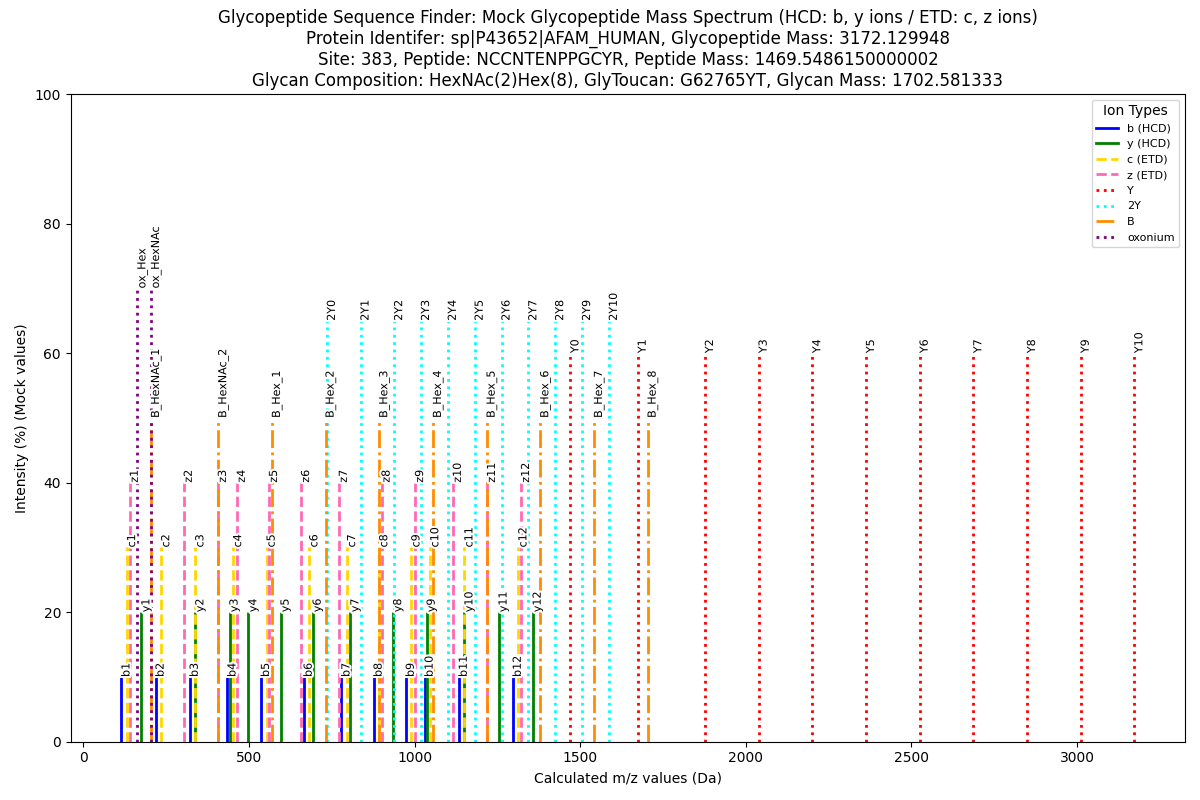 Glycopeptide Sequence Finder: Mock Glycopeptide Mass Spectrum (HCD: b, y ions / ETD: c, z ions)
Protein Identifer: sp|P43652|AFAM_HUMAN, Glycopeptide Mass: 3172.129948
Site: 383, Peptide: NCCNTENPPGCYR, Peptide Mass: 1469.5486150000002
Glycan Composition: HexNAc(2)Hex(8), GlyToucan: G62765YT, Glycan Mass: 1702.581333
Intensity (%) (Mock values)
100
80
60
40
20
0
Ion Types
b (HCD)
y (HCD)
c (ETD)
z (ETD)
Y
2Y
B
oxonium
ox_Hex
ox_HexNAc
2Y0
2Y1
2Y2
2Y3
2Y4
2Y5
2Y6
2Y7
2Y8
2Y9
2Y10
Y0
Y1
Y2
Y3
Y4
Y5
Y6
Y7
Y8
Y9
Y10
B_HexNAc_1
B_HexNAc_2
B_Hex_1
B_Hex_2
B_Hex_3
B_Hex_4
B_Hex_5
B_Hex_6
B_Hex_7
B_Hex_8
z1
z2
z3
z4
z5
z6
z7
z8
z9
z10
z11
z12
c1
c2
c3
c4
c5
c6
c7
c8
c9
c10
c11
c12
y1
y2
y3
y4
y5
y6
y7
y8
y9
y10
y11
y12
b1
b2
b3
b4
b5
b6
b7
b8
b9
b10
b11
b12
0
500
1000
1500
2000
2500
3000
Calculated m/z values (Da)